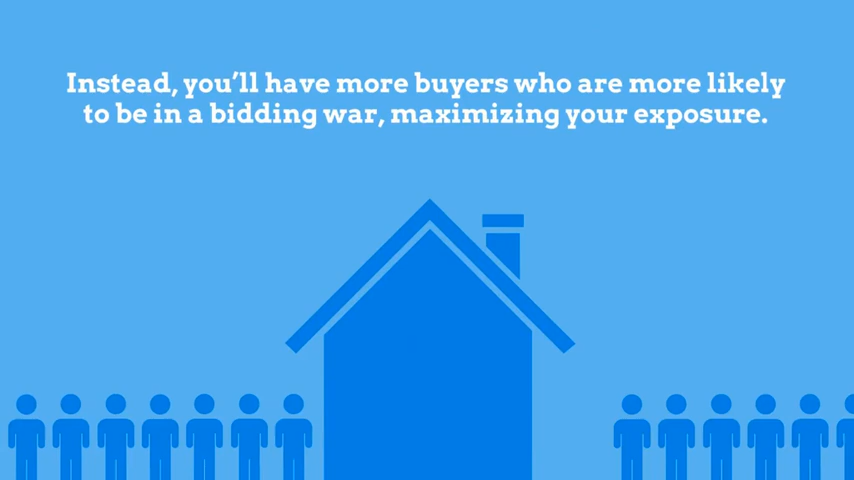 Instead, you’ll have more buyers who are more likely
to be in a bidding war, maximizing your exposure.